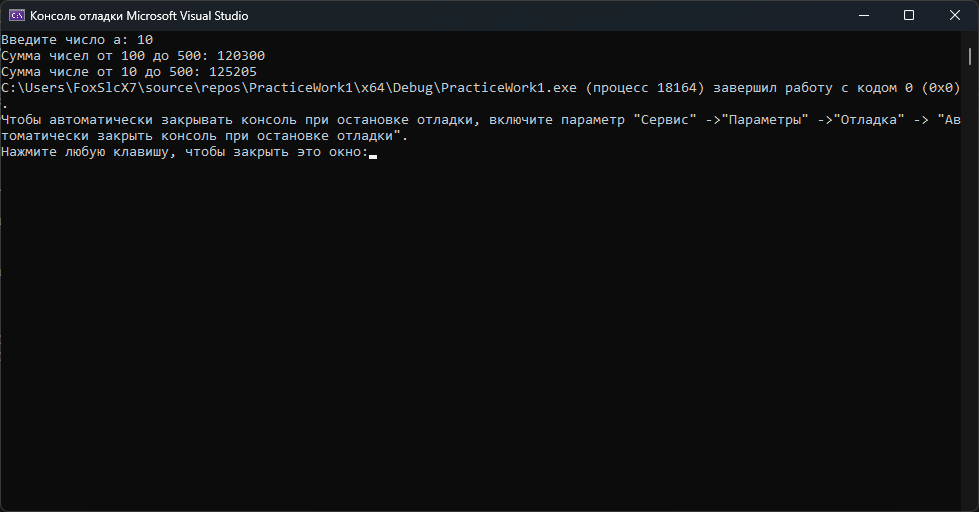 Консоль отладки Microsoft Visual Studio
Введите число a: 10
Сумма чисел от 100 до 500: 120300
Сумма числе от 10 до 500: 125205
C:\Users\FoxSlcX7\source\repos\PracticeWork1\x64\Debug\PracticeWork1.exe (процесс 18164) завершил работу с кодом 0 (0x0)
.
Чтобы автоматически закрывать консоль при остановке отладки, включите параметр "Сервис" ->"Параметры" ->"Отладка" -> "Ав
томатически закрыть консоль при остановке отладки".
Нажмите любую клавишу, чтобы закрыть это окно: